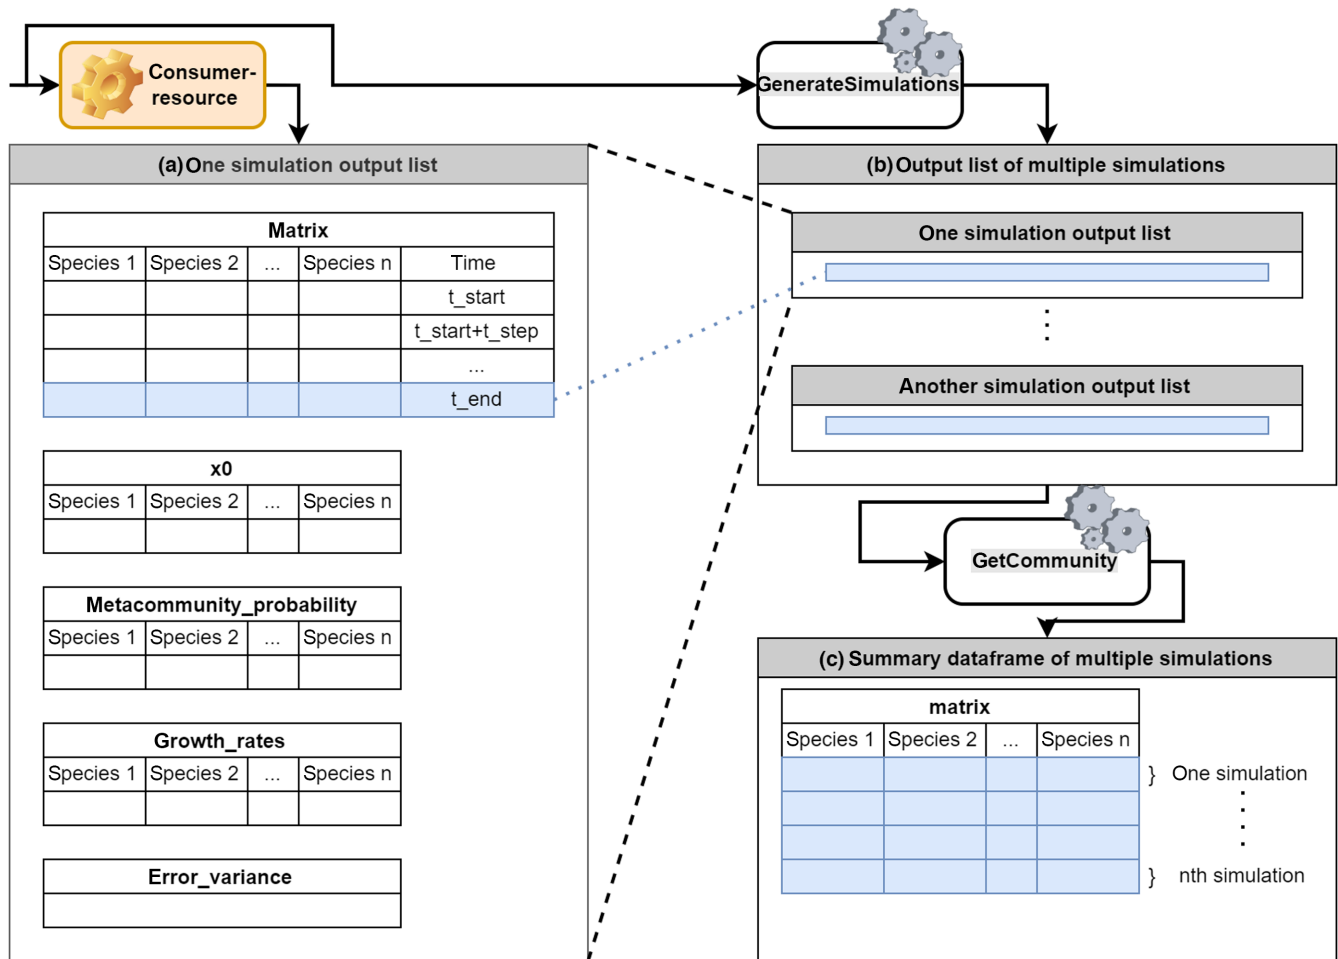 Consumer-
resource
GenerateSimulations
(a) One simulation output list
Matrix
Species 1 Species 2 ... Species n Time
t_start
t_start+t_step
...
t_end
x0
Species 1 Species 2 ... Species n
Metacommunity_probability
Species 1 Species 2 ... Species n
Growth_rates
Species 1 Species 2 ... Species n
Error_variance
(b) Output list of multiple simulations
One simulation output list
Another simulation output list
GetCommunity
(c) Summary dataframe of multiple simulations
matrix
Species 1 Species 2 ... Species n
} One simulation
} nth simulation